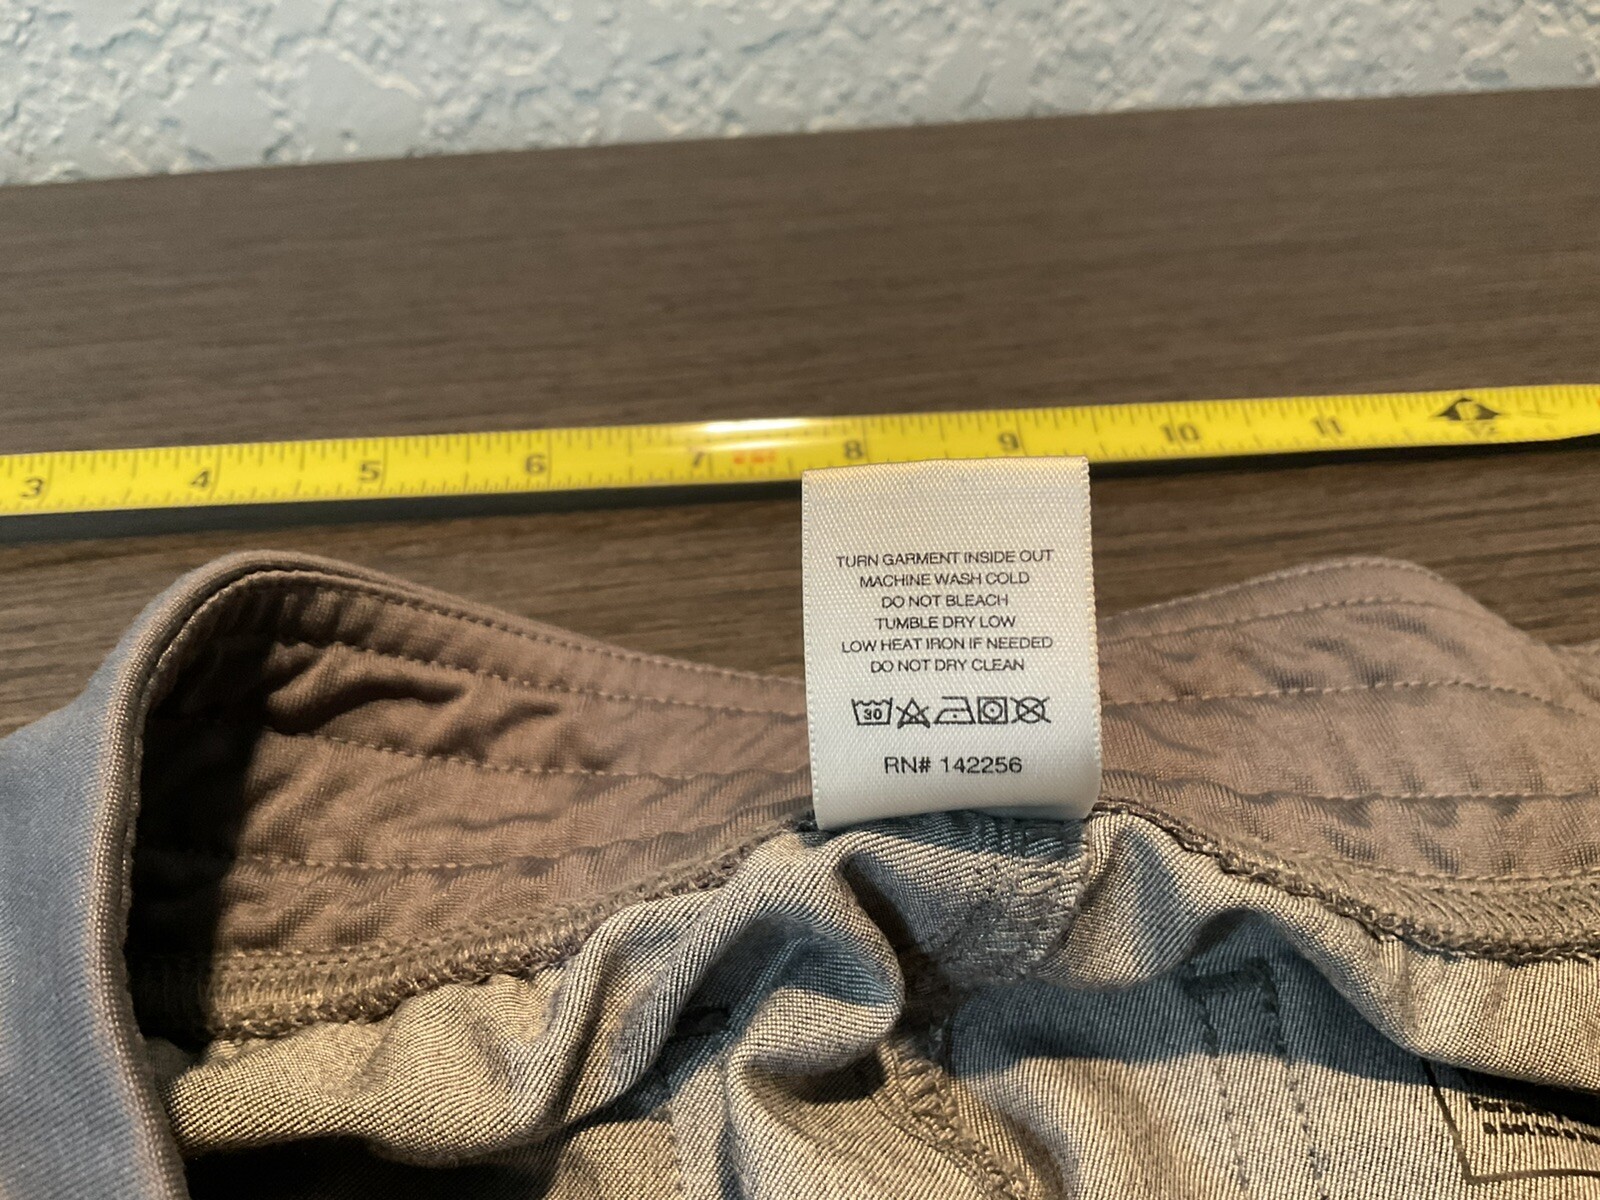 3 4 5 6 7 8 9 10 11
TURN GARMENT INSIDE OUT
MACHINE WASH COLD
DO NOT BLEACH
TUMBLE DRY LOW
LOW HEAT IRON IF NEEDED
DO NOT DRY CLEAN
30
RN# 142256